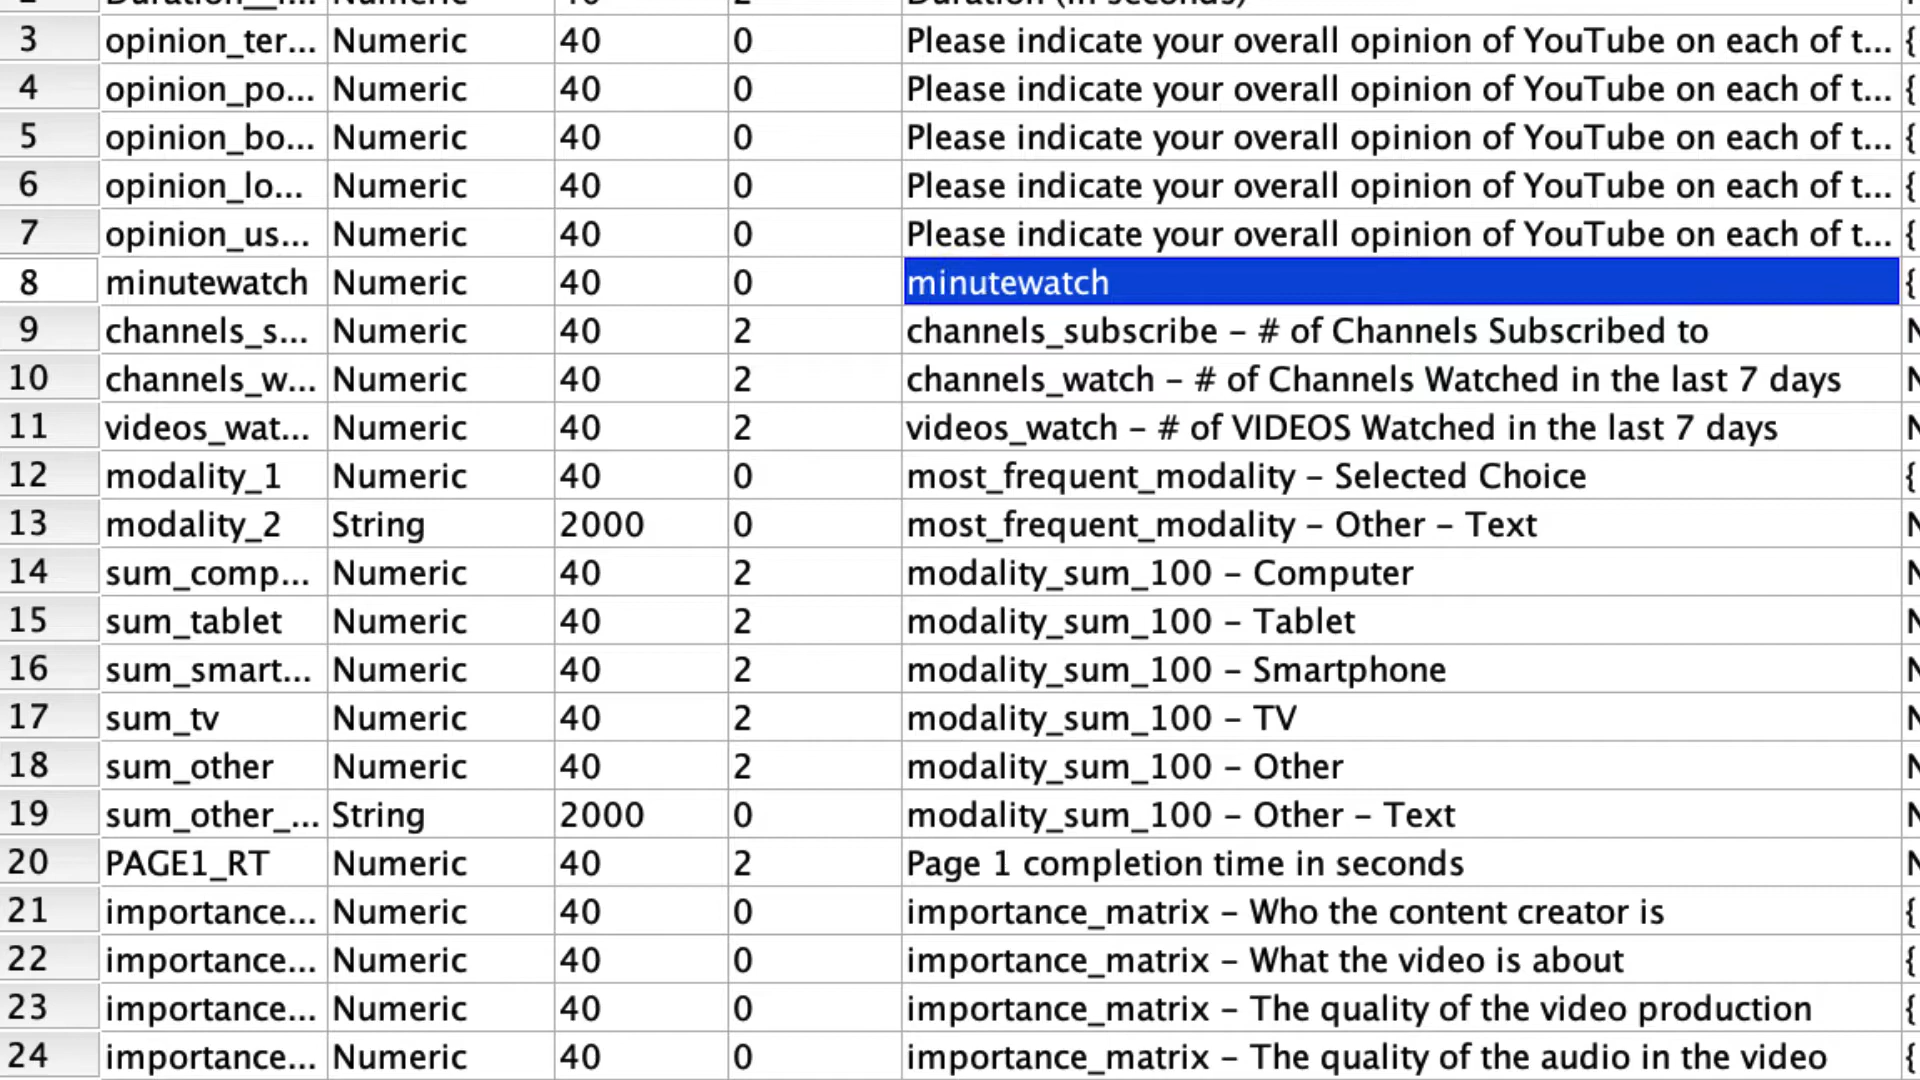 3 opinion_ter... Numeric 40 0 Please indicate your overall opinion of YouTube on each of t... {
4 opinion_po... Numeric 40 0 Please indicate your overall opinion of YouTube on each of t... {
5 opinion_bo... Numeric 40 0 Please indicate your overall opinion of YouTube on each of t... {
6 opinion_lo... Numeric 40 0 Please indicate your overall opinion of YouTube on each of t... {
7 opinion_us... Numeric 40 0 Please indicate your overall opinion of YouTube on each of t... {
8 minutewatch Numeric 40 0 minutewatch {
9 channels_s... Numeric 40 2 channels_subscribe – # of Channels Subscribed to
10 channels_w... Numeric 40 2 channels_watch – # of Channels Watched in the last 7 days
11 videos_wat... Numeric 40 2 videos_watch – # of VIDEOS Watched in the last 7 days
12 modality_1 Numeric 40 0 most_frequent_modality – Selected Choice {
13 modality_2 String 2000 0 most_frequent_modality – Other – Text
14 sum_comp... Numeric 40 2 modality_sum_100 – Computer
15 sum_tablet Numeric 40 2 modality_sum_100 – Tablet
16 sum_smart... Numeric 40 2 modality_sum_100 – Smartphone
17 sum_tv Numeric 40 2 modality_sum_100 – TV
18 sum_other Numeric 40 2 modality_sum_100 – Other
19 sum_other_... String 2000 0 modality_sum_100 – Other – Text
20 PAGE1_RT Numeric 40 2 Page 1 completion time in seconds
21 importance... Numeric 40 0 importance_matrix – Who the content creator is {
22 importance... Numeric 40 0 importance_matrix – What the video is about {
23 importance... Numeric 40 0 importance_matrix – The quality of the video production {
24 importance... Numeric 40 0 importance_matrix – The quality of the audio in the video {